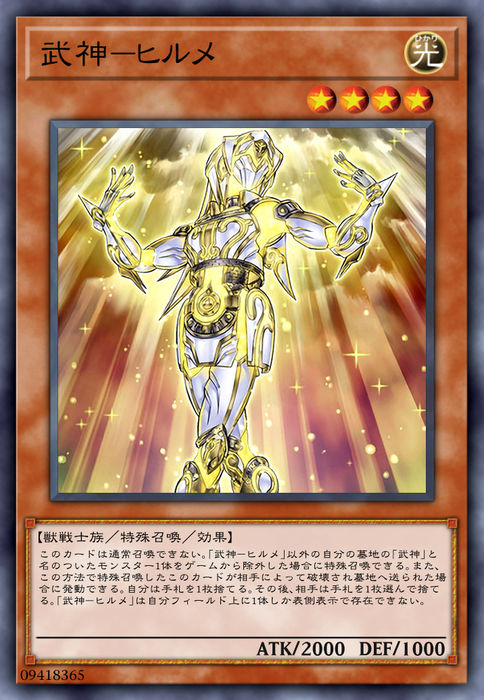 武神－ヒルメ
ひかり
光
【獣戦士族／特殊召喚／効果】
このカードは通常召喚できない。「武神－ヒルメ」以外の自分の墓地の「武神」と
名のついたモンスター1体をゲームから除外した場合に特殊召喚できる。また、
この方法で特殊召喚したこのカードが相手によって破壊され墓地へ送られた場
合に発動できる。自分は手札を1枚捨てる。その後、相手は手札を1枚選んで捨て
る。「武神－ヒルメ」は自分フィールド上に1体しか表側表示で存在できない。
ATK/2000 DEF/1000
09418365